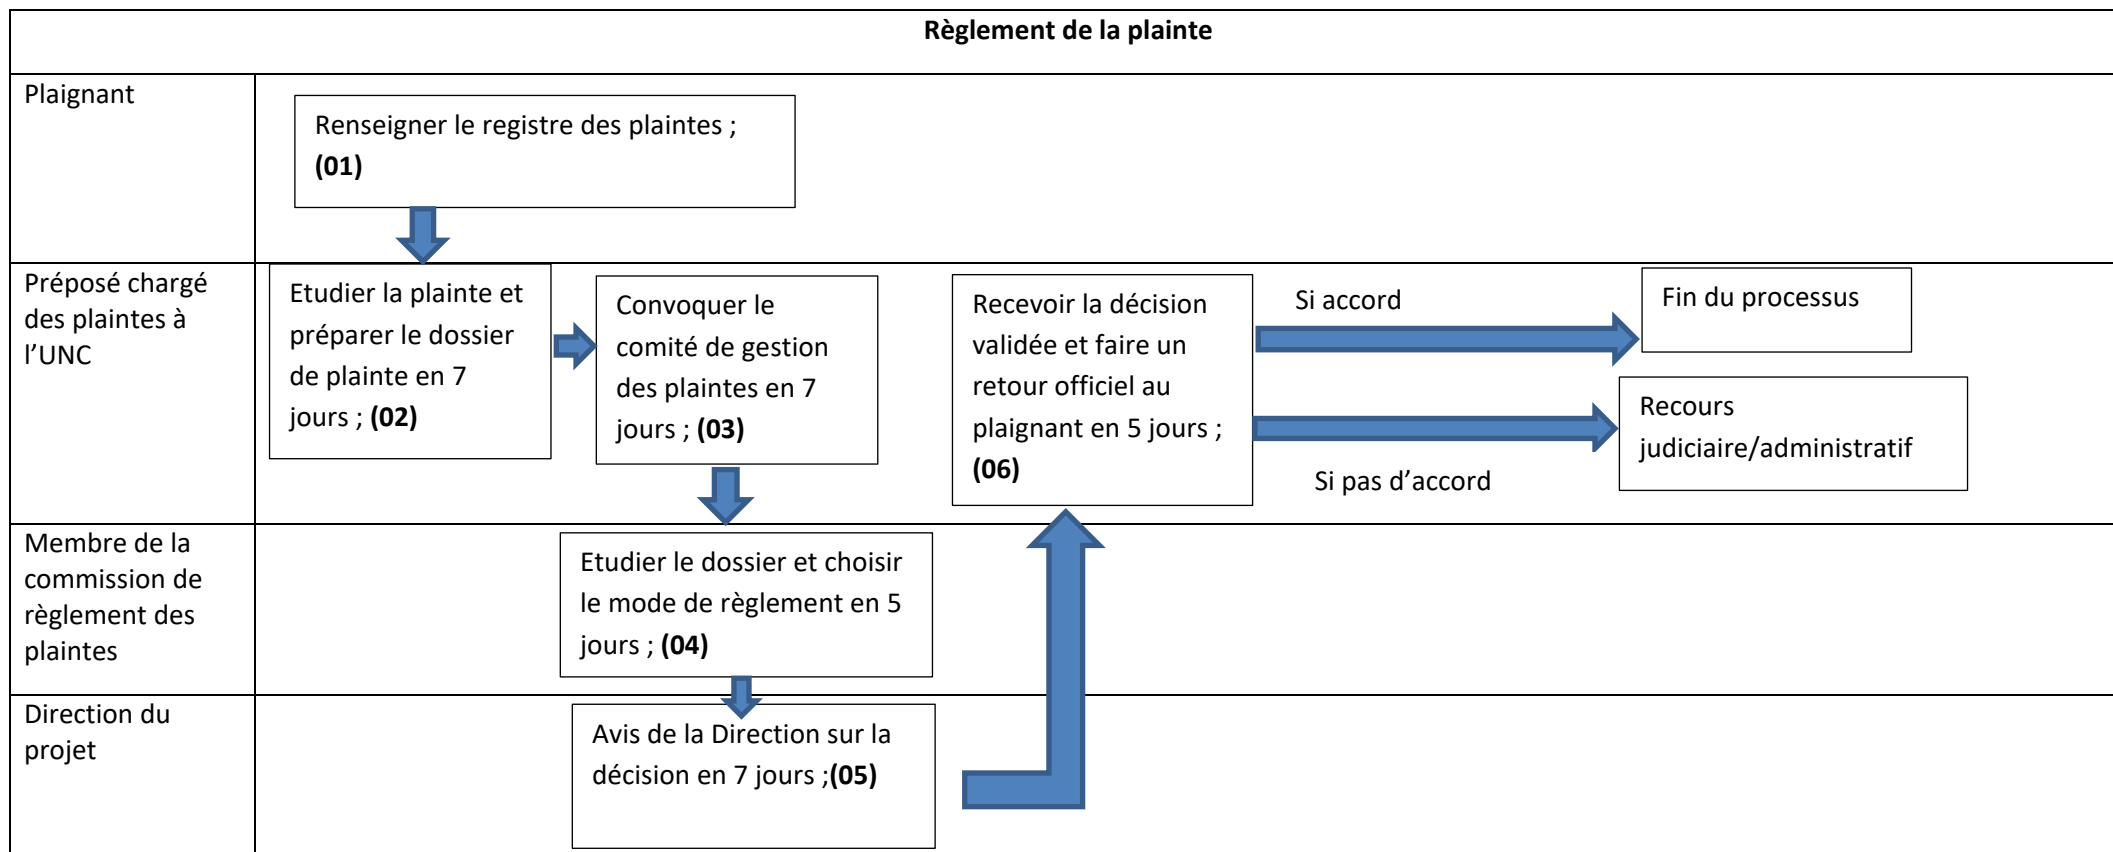 Règlement de la plainte
Plaignant
Renseigner le registre des plaintes ;
(01)
Préposé chargé
des plaintes à
l’UNC
Etudier la plainte et
préparer le dossier
de plainte en 7
jours ; (02)
Convoquer le
comité de gestion
des plaintes en 7
jours ; (03)
Recevoir la décision
validée et faire un
retour officiel au
plaignant en 5 jours ;
(06)
Si accord
Fin du processus
Si pas d’accord
Recours
judiciaire/administratif
Membre de la
commission de
règlement des
plaintes
Etudier le dossier et choisir
le mode de règlement en 5
jours ; (04)
Direction du
projet
Avis de la Direction sur la
décision en 7 jours ;(05)